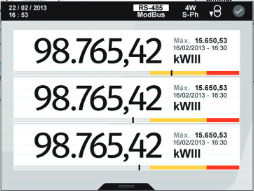 22 / 02 / 2013 RS-485 4W
16 : 53 ModBus S-Ph
98.765,42 Máx. 15.650,53
16/02/2013 - 16:30
kWIII
98.765,42 Máx. 15.650,53
16/02/2013 - 16:30
kWIII
98.765,42 Máx. 15.650,53
16/02/2013 - 16:30
kWIII